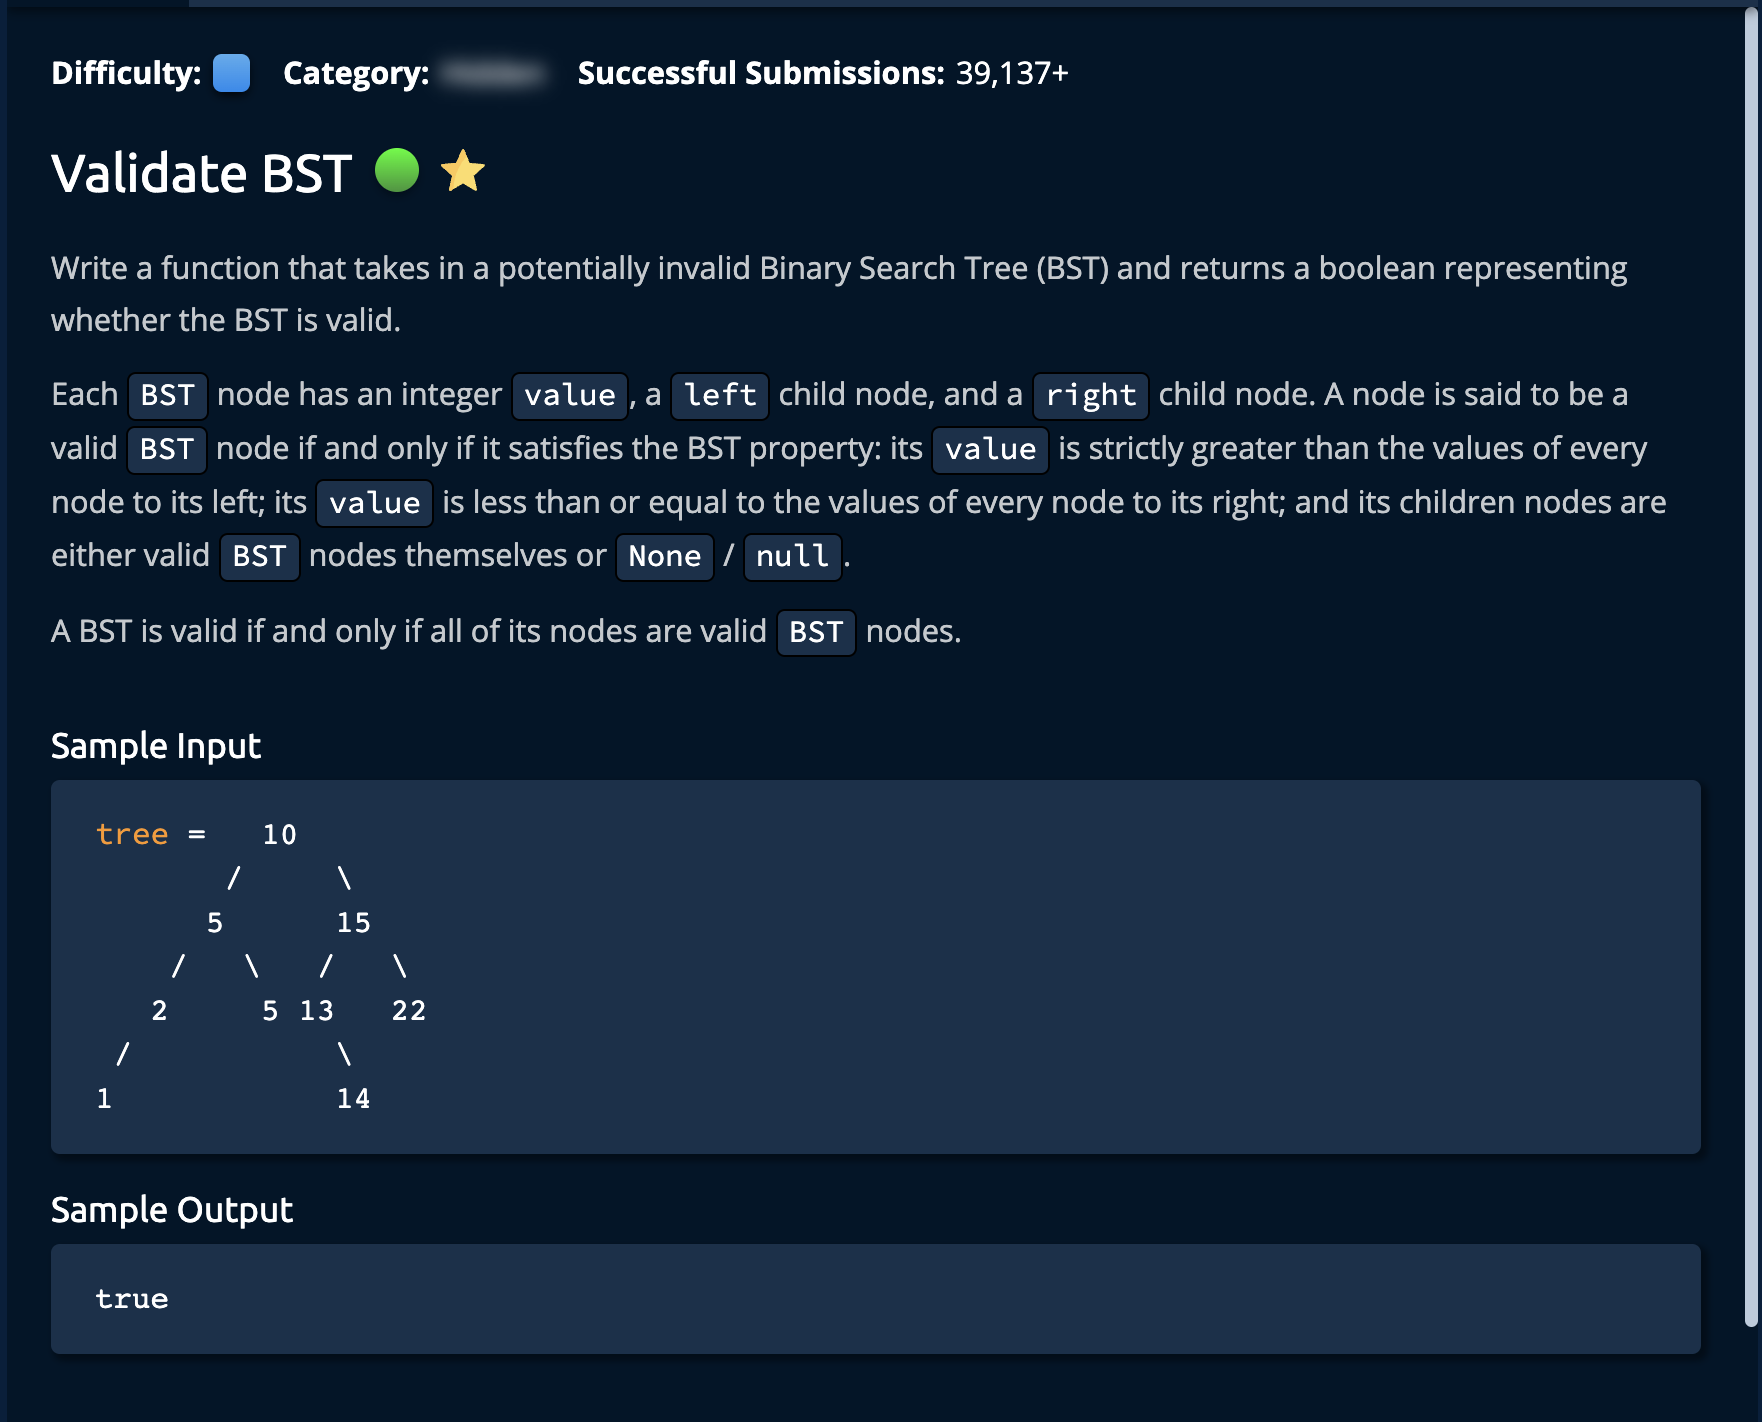 Difficulty: Category: Successful Submissions: 39,137+
Validate BST
Write a function that takes in a potentially invalid Binary Search Tree (BST) and returns a boolean representing
whether the BST is valid.
Each BST node has an integer value, a left child node, and a right child node. A node is said to be a
valid BST node if and only if it satisfies the BST property: its value is strictly greater than the values of every
node to its left; its value is less than or equal to the values of every node to its right; and its children nodes are
either valid BST nodes themselves or None / null.
A BST is valid if and only if all of its nodes are valid BST nodes.
Sample Input
tree = 10
/ \
5 15
/ \ / \
2 5 13 22
/ \
1 14
Sample Output
true